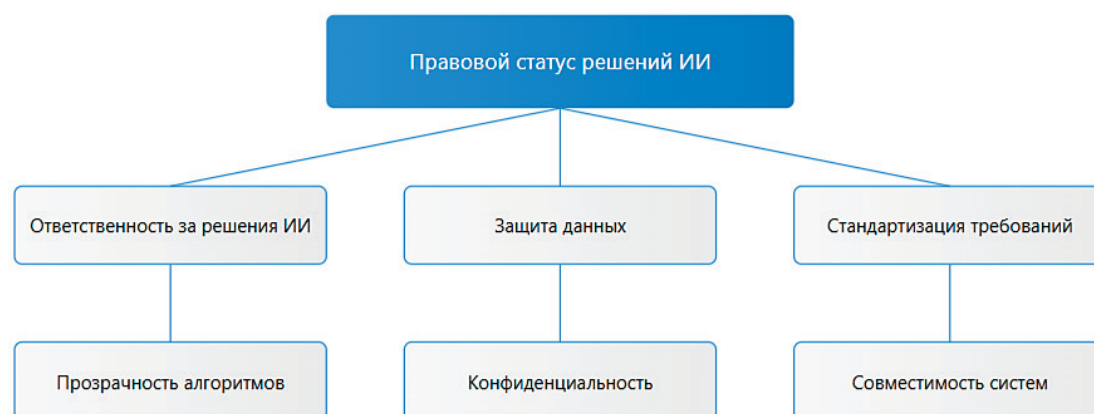 Правовой статус решений ИИ
Ответственность за решения ИИ
Защита данных
Стандартизация требований
Прозрачность алгоритмов
Конфиденциальность
Совместимость систем